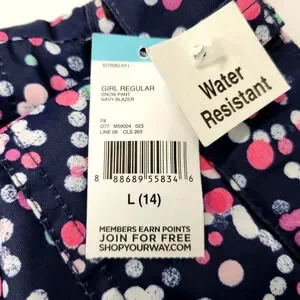 Water
Resistant
GIRL REGULAR
SNOW PANT
NAVY BLAZER
F8
D77 MS9004 023
LINE 06 CLS 263
8 88689 55834 6
L (14)
MEMBERS EARN POINTS
JOIN FOR FREE
SHOPYOURWAY.COM